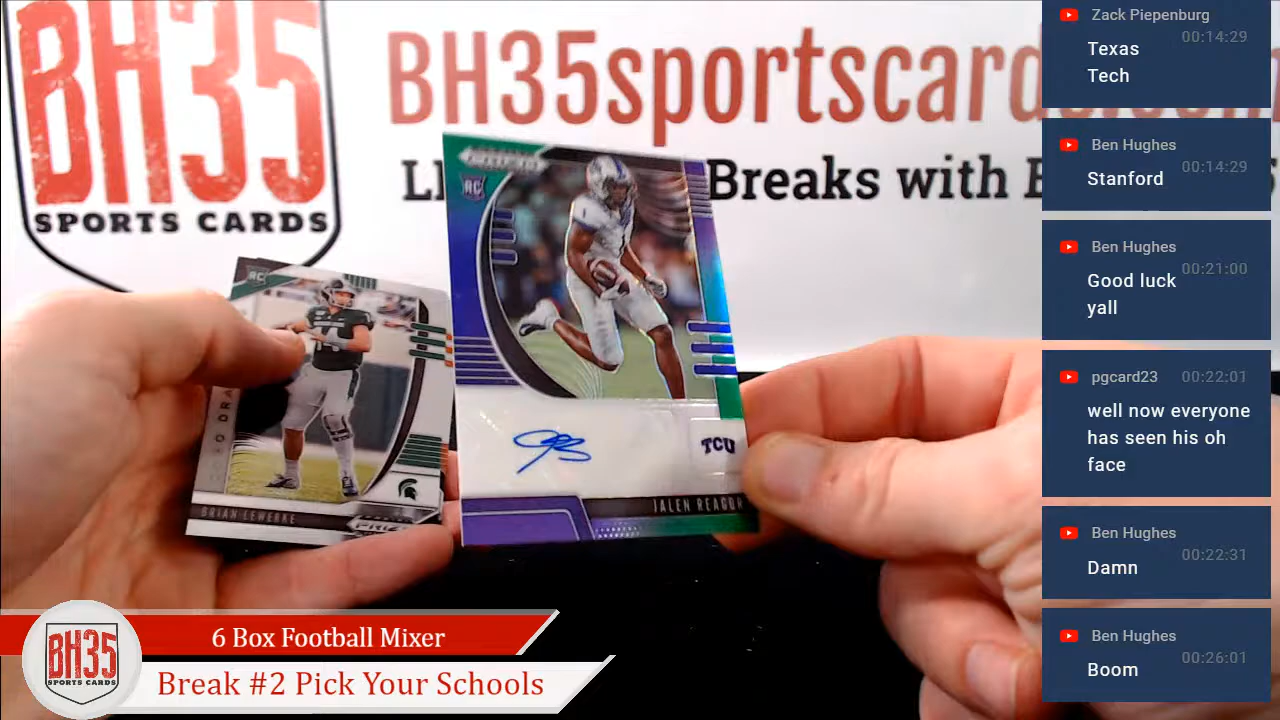 BH35
SPORTS CARDS
BH35sportscards.com
Breaks with
RC
RC
BRIAN LEWERKE
TCU
JALEN REAGOR
BH35
SPORTS CARDS
6 Box Football Mixer
Break #2 Pick Your Schools
Zack Piepenburg
00:14:29
Texas
Tech
Ben Hughes
00:14:29
Stanford
Ben Hughes
00:21:00
Good luck
yall
pgcard23 00:22:01
well now everyone
has seen his oh
face
Ben Hughes
00:22:31
Damn
Ben Hughes
00:26:01
Boom